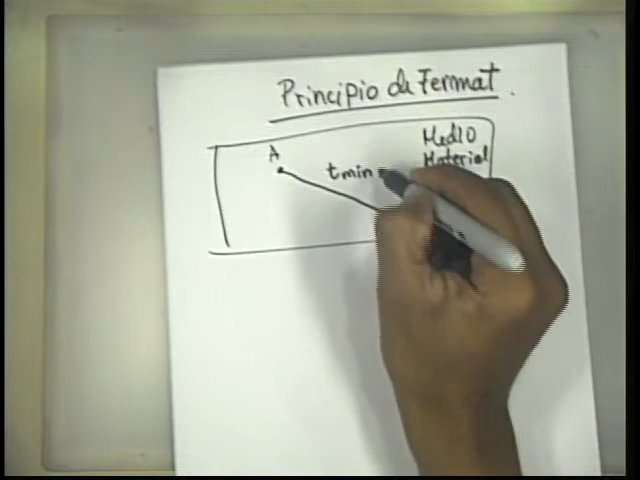 Principio de Fermat.
Medio
Material
A
tmin